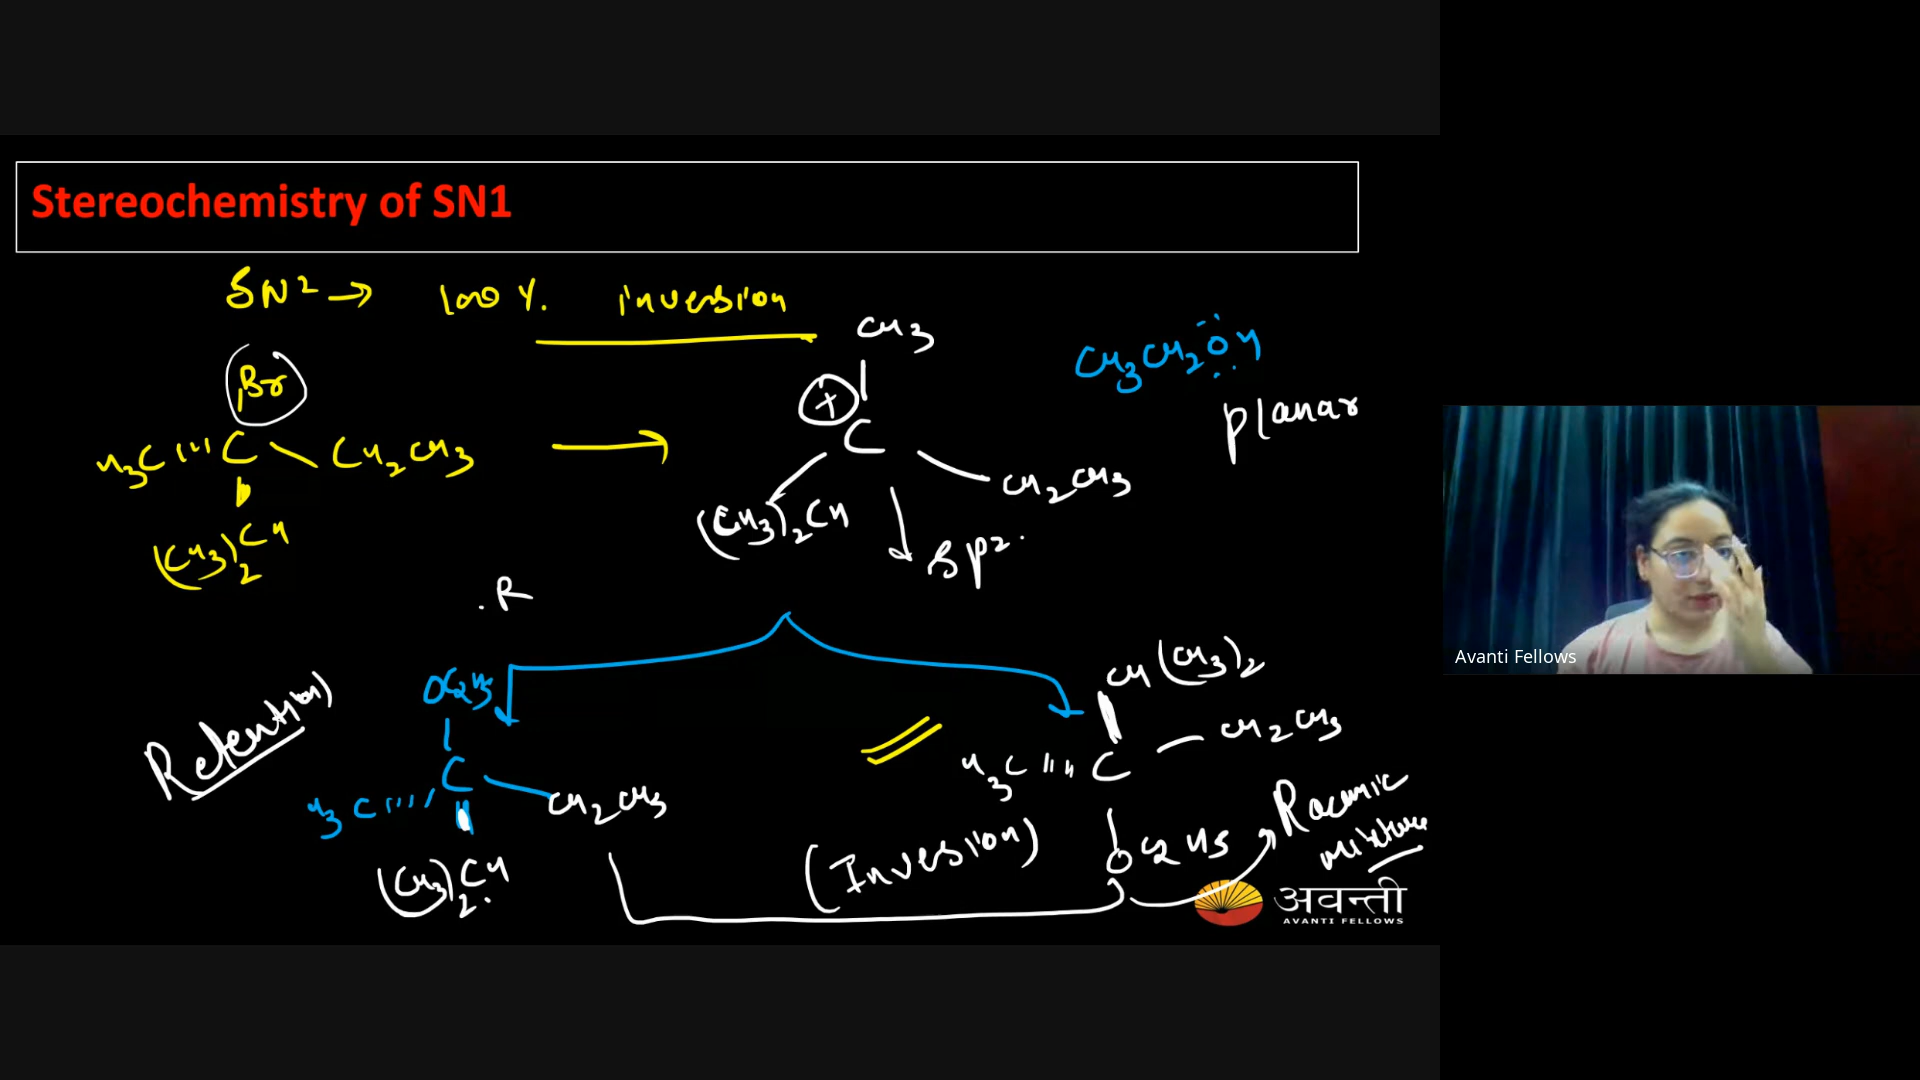 Stereochemistry of SN1
SN2 → 100 %. inversion
Br
H3C C CH2CH3
(CH3)2CH
CH3
+
C
(CH3)2CH CH2CH3
sp2.
CH3CH2OH
planar
.R
Retention)
OC2H5
C
H3C CH2CH3
(CH3)2CH.
CH(CH3)2
H3C C CH2CH3
OC2H5
(Inversion)
Racemic
mixture
अवन्ती
AVANTI FELLOWS
Avanti Fellows